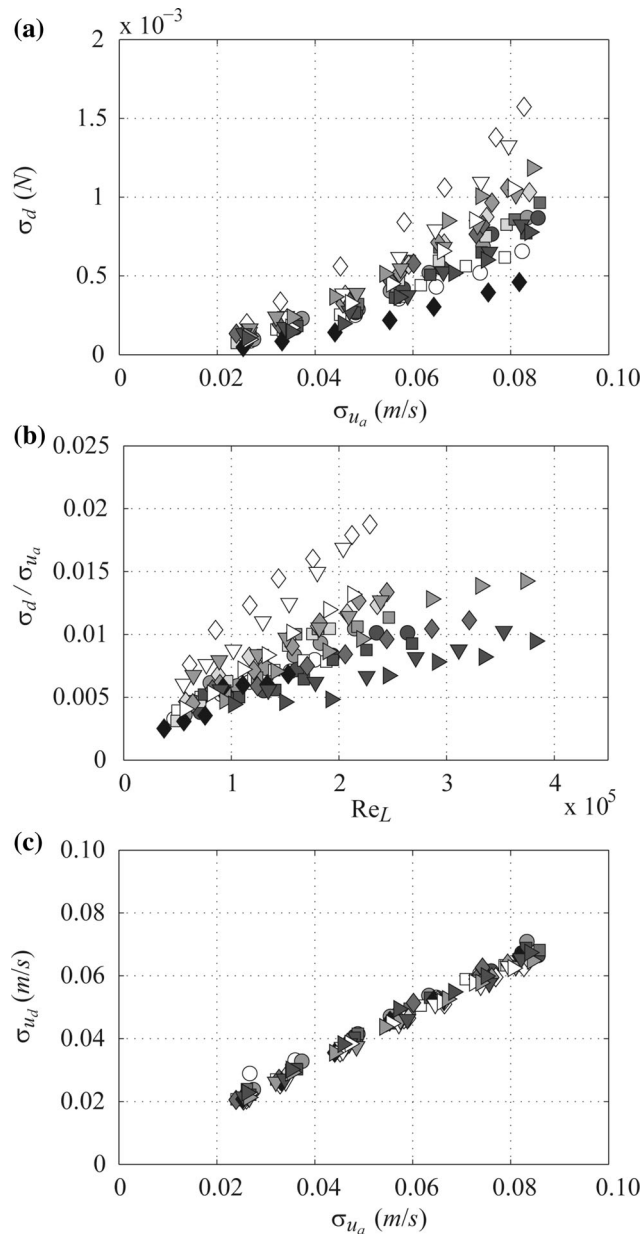 (a)
x 10⁻³
2
1.5
1
0.5
0
σ_d (N)
0 0.02 0.04 0.06 0.08 0.10
σ_{u_a} (m/s)
(b)
0.025
0.02
0.015
0.01
0.005
0
σ_d / σ_{u_a}
0 1 2 3 4 5
Re_L
x 10⁵
(c)
0.10
0.08
0.06
0.04
0.02
0
σ_{u_d} (m/s)
0 0.02 0.04 0.06 0.08 0.10
σ_{u_a} (m/s)